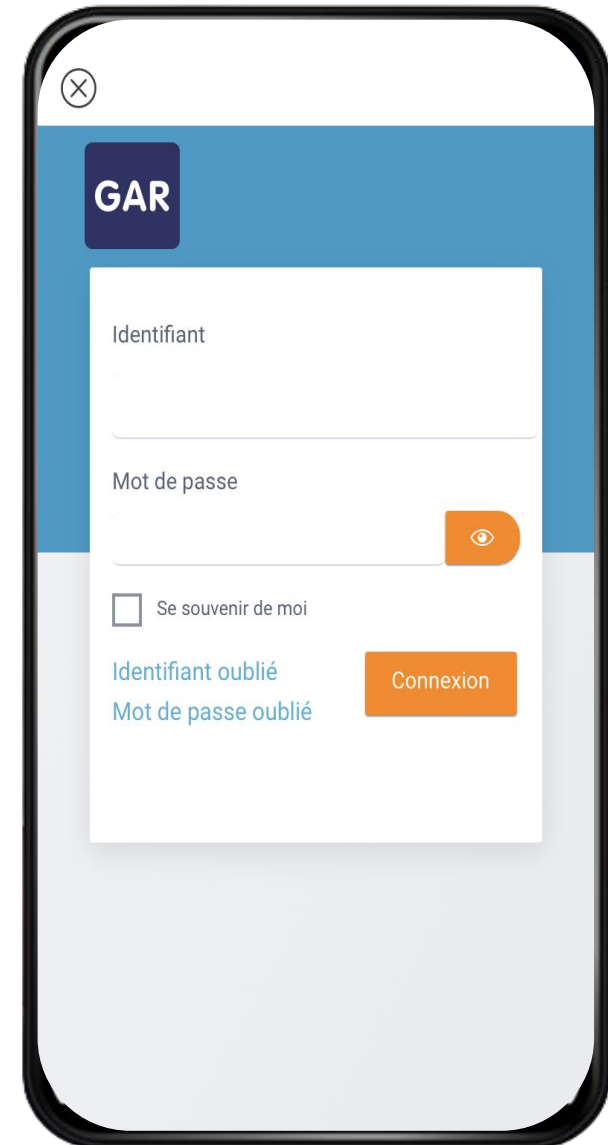 GAR
Identifiant
Mot de passe
Se souvenir de moi
Identifiant oublié
Connexion
Mot de passe oublié